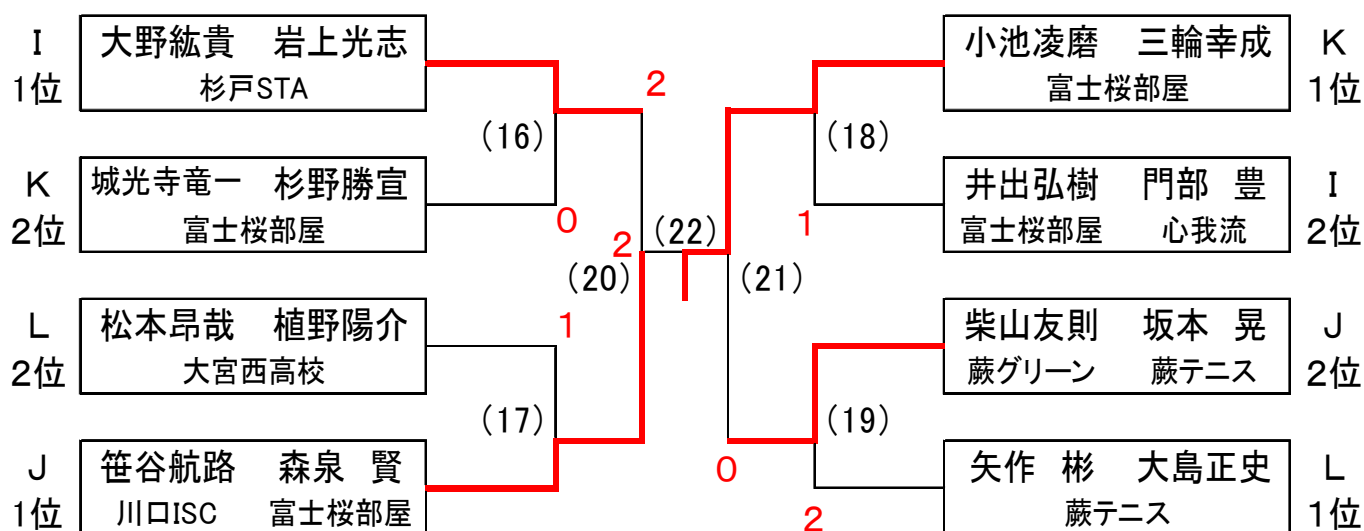 I 1位
大野紘貴 岩上光志
杉戸STA
K 2位
城光寺竜一 杉野勝宣
富士桜部屋
L 2位
松本昂哉 植野陽介
大宮西高校
J 1位
笹谷航路 森泉 賢
川口ISC 富士桜部屋
(16)
(17)
(20)
2
0
2
1
(22)
(18)
(21)
(19)
1
0
2
小池凌磨 三輪幸成
富士桜部屋
K 1位
井出弘樹 門部 豊
富士桜部屋 心我流
I 2位
柴山友則 坂本 晃
蕨グリーン 蕨テニス
J 2位
矢作 彬 大島正史
蕨テニス
L 1位